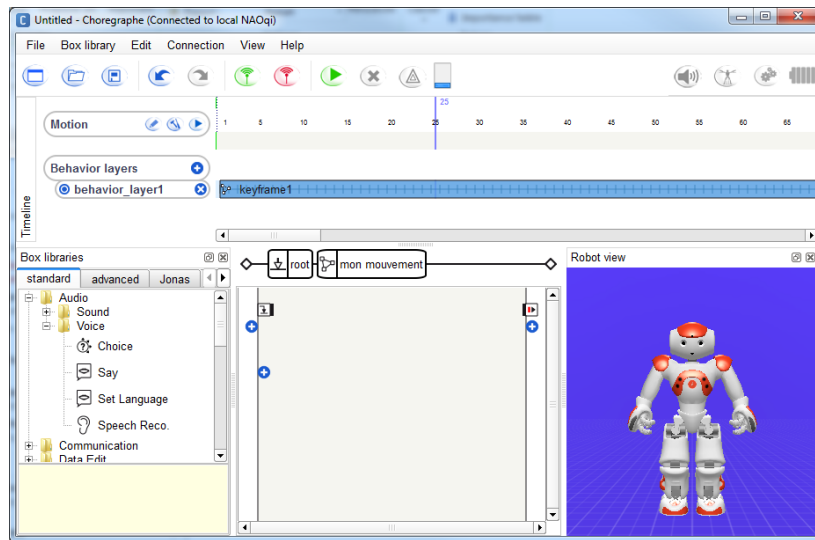 Untitled - Choregraphe (Connected to local NAOqi)
File Box library Edit Connection View Help
25
Motion
1 5 10 15 20 25 30 35 40 45 50 55 60 65
Behavior layers
behavior_layer1
keyframe1
Timeline
Box libraries
root mon mouvement
Robot view
standard advanced Jonas
Audio
Sound
Voice
Choice
Say
Set Language
Speech Reco.
Communication
Data Edit